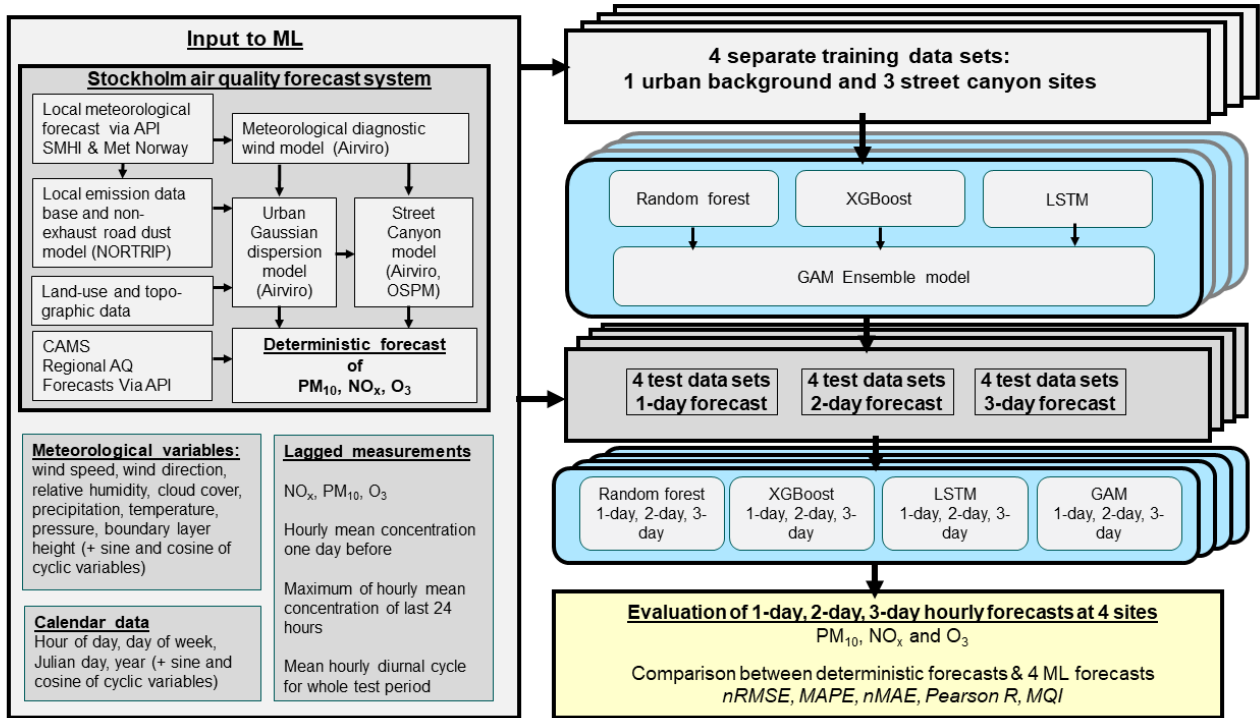 Input to ML
Stockholm air quality forecast system
Local meteorological
forecast via API
SMHI & Met Norway
Meteorological diagnostic
wind model (Airviro)
Local emission data
base and non-
exhaust road dust
model (NORTRIP)
Urban
Gaussian
dispersion
model
(Airviro)
Street
Canyon
model
(Airviro,
OSPM)
Land-use and topo-
graphic data
CAMS
Regional AQ
Forecasts Via API
Deterministic forecast
of
PM₁₀, NOₓ, O₃
Meteorological variables:
wind speed, wind direction,
relative humidity, cloud cover,
precipitation, temperature,
pressure, boundary layer
height (+ sine and cosine of
cyclic variables)
Calendar data
Hour of day, day of week,
Julian day, year (+ sine and
cosine of cyclic variables)
Lagged measurements
NOₓ, PM₁₀, O₃
Hourly mean concentration
one day before
Maximum of hourly mean
concentration of last 24
hours
Mean hourly diurnal cycle
for whole test period
4 separate training data sets:
1 urban background and 3 street canyon sites
Random forest
XGBoost
LSTM
GAM Ensemble model
4 test data sets
1-day forecast
4 test data sets
2-day forecast
4 test data sets
3-day forecast
Random forest
1-day, 2-day, 3-
day
XGBoost
1-day, 2-day, 3-
day
LSTM
1-day, 2-day, 3-
day
GAM
1-day, 2-day, 3-
day
Evaluation of 1-day, 2-day, 3-day hourly forecasts at 4 sites
PM₁₀, NOₓ and O₃
Comparison between deterministic forecasts & 4 ML forecasts
nRMSE, MAPE, nMAE, Pearson R, MQI